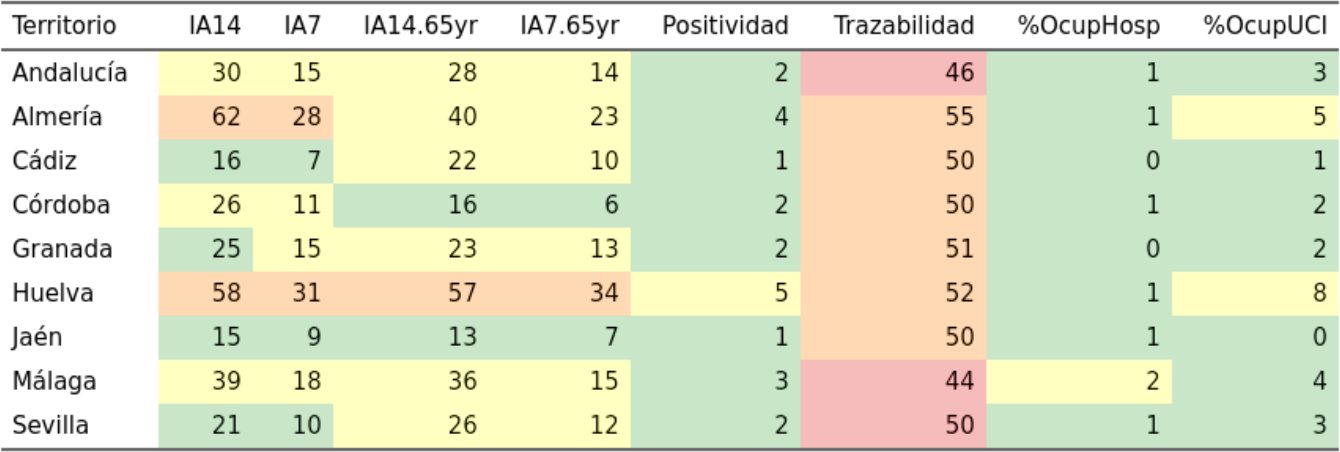 Territorio IA14 IA7 IA14.65yr IA7.65yr Positividad Trazabilidad %OcupHosp %OcupUCI
Andalucía 30 15 28 14 2 46 1 3
Almería 62 28 40 23 4 55 1 5
Cádiz 16 7 22 10 1 50 0 1
Córdoba 26 11 16 6 2 50 1 2
Granada 25 15 23 13 2 51 0 2
Huelva 58 31 57 34 5 52 1 8
Jaén 15 9 13 7 1 50 1 0
Málaga 39 18 36 15 3 44 2 4
Sevilla 21 10 26 12 2 50 1 3